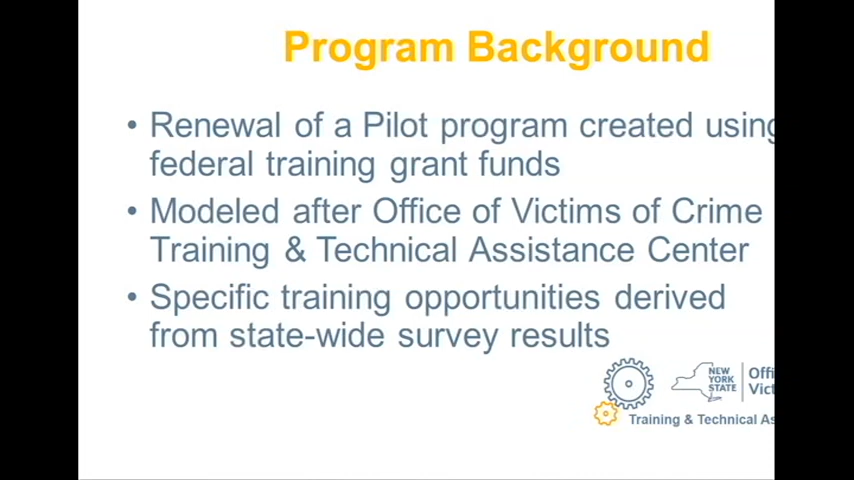 Program Background
• Renewal of a Pilot program created using
federal training grant funds
• Modeled after Office of Victims of Crime
Training & Technical Assistance Center
• Specific training opportunities derived
from state-wide survey results
NEW
YORK
STATE
Offi
Vict
Training & Technical As